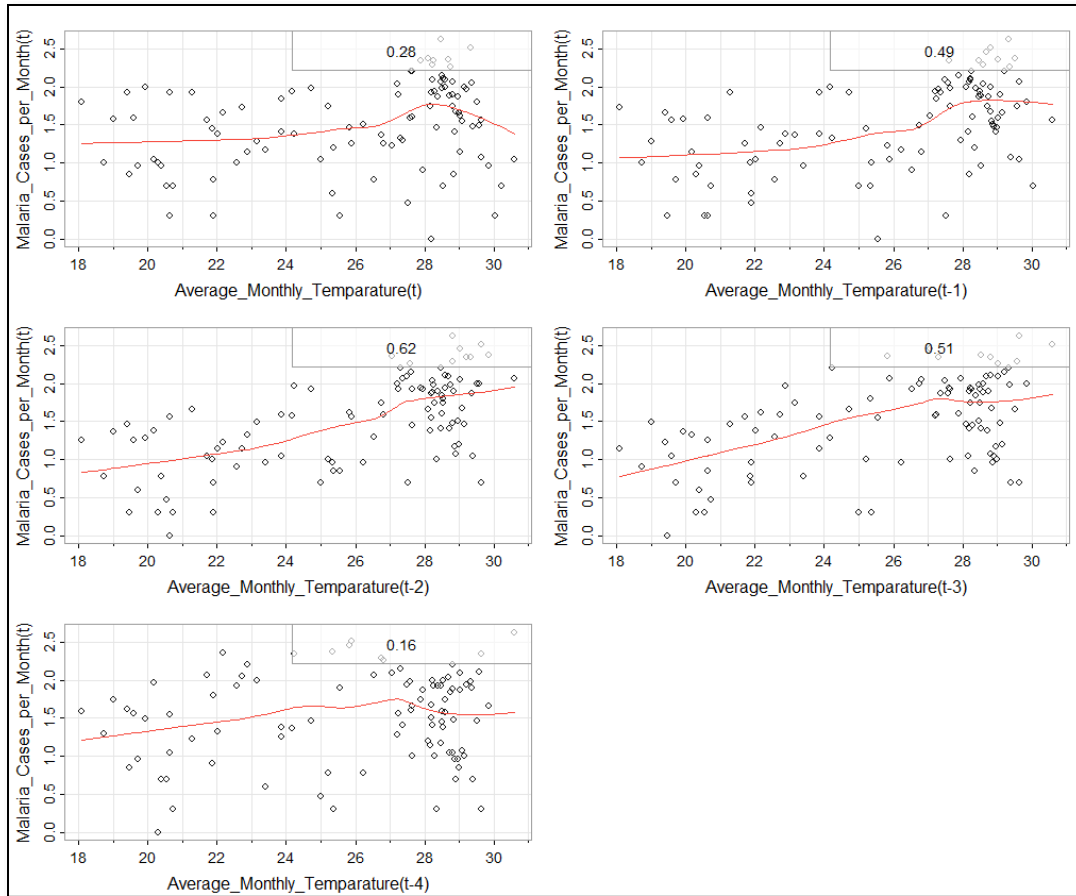 0.28
Malaria_Cases_per_Month(t)
0.0 0.5 1.0 1.5 2.0 2.5
18 20 22 24 26 28 30
Average_Monthly_Temparature(t)
0.49
Malaria_Cases_per_Month(t)
0.0 0.5 1.0 1.5 2.0 2.5
18 20 22 24 26 28 30
Average_Monthly_Temparature(t-1)
0.62
Malaria_Cases_per_Month(t)
0.0 0.5 1.0 1.5 2.0 2.5
18 20 22 24 26 28 30
Average_Monthly_Temparature(t-2)
0.51
Malaria_Cases_per_Month(t)
0.0 0.5 1.0 1.5 2.0 2.5
18 20 22 24 26 28 30
Average_Monthly_Temparature(t-3)
0.16
Malaria_Cases_per_Month(t)
0.0 0.5 1.0 1.5 2.0 2.5
18 20 22 24 26 28 30
Average_Monthly_Temparature(t-4)